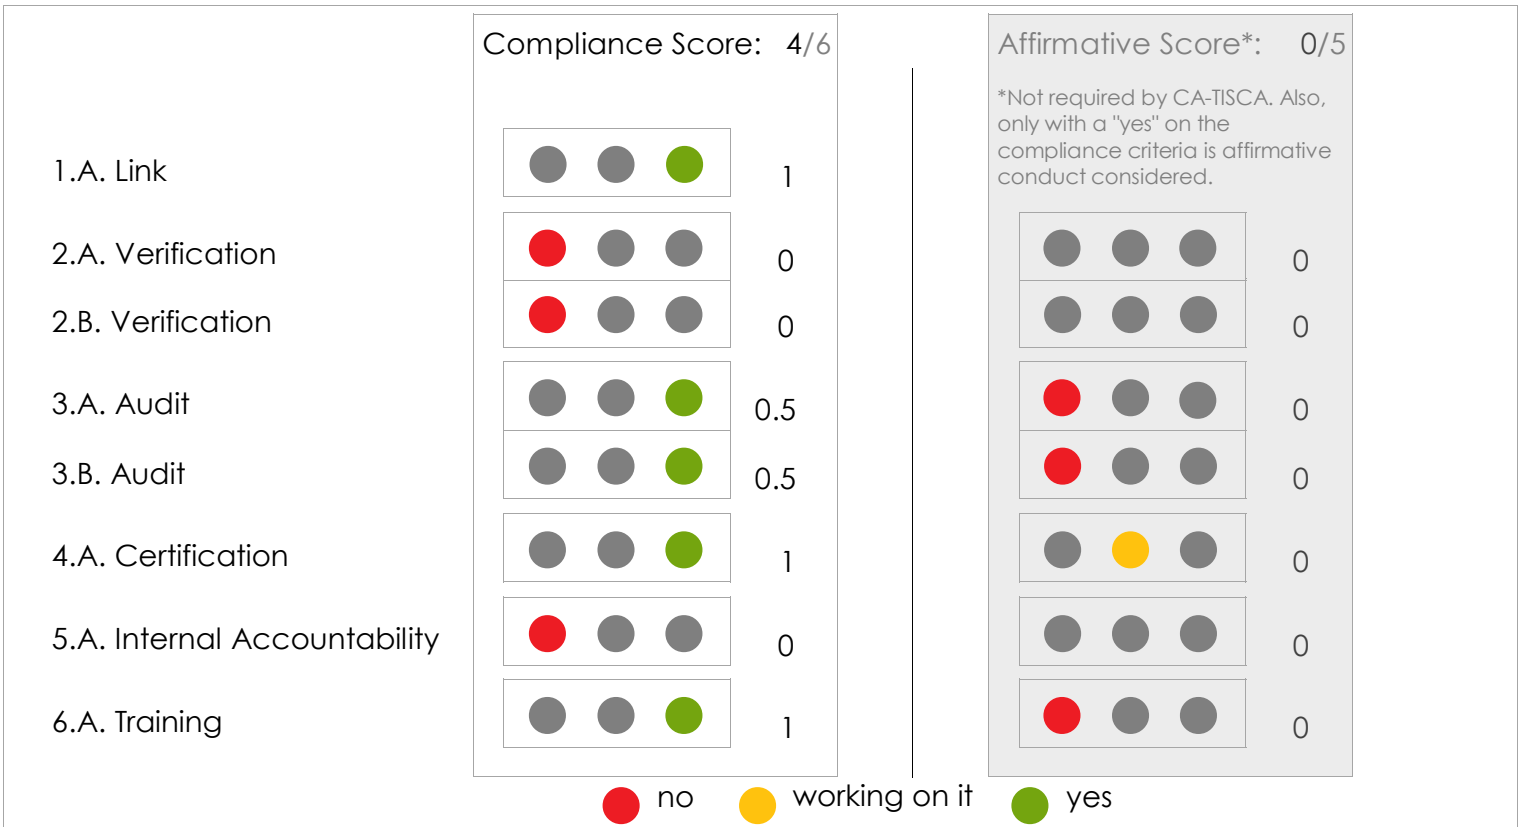 Compliance Score: 4/6
Affirmative Score*: 0/5
*Not required by CA-TISCA. Also,
only with a "yes" on the
compliance criteria is affirmative
conduct considered.
1.A. Link 1
2.A. Verification 0 0
2.B. Verification 0 0
3.A. Audit 0.5 0
3.B. Audit 0.5 0
4.A. Certification 1 0
5.A. Internal Accountability 0 0
6.A. Training 1 0
no working on it yes